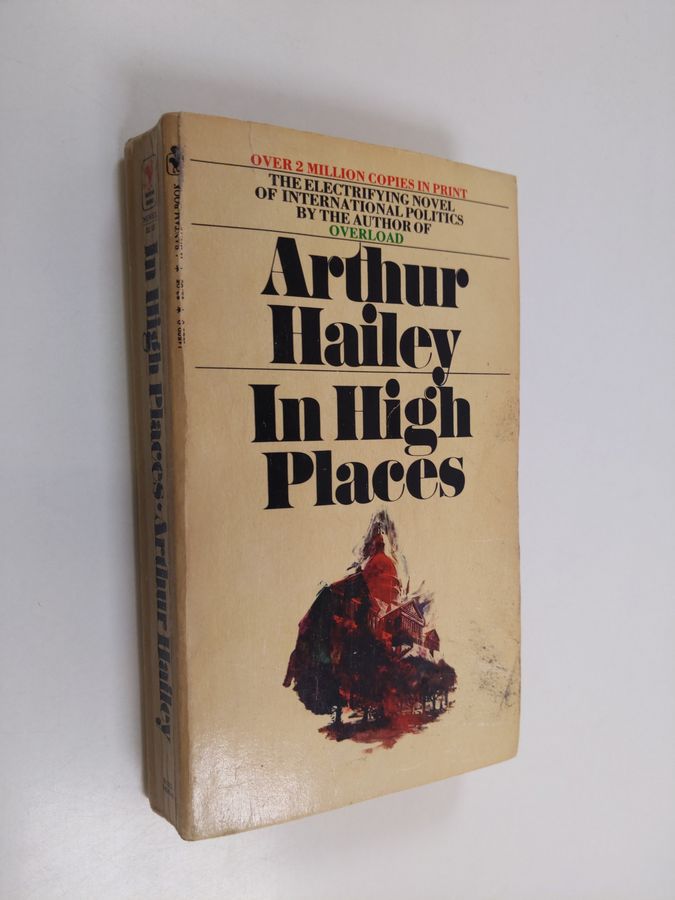 OVER 2 MILLION COPIES IN PRINT
THE ELECTRIFYING NOVEL
OF INTERNATIONAL POLITICS
BY THE AUTHOR OF
OVERLOAD
Arthur
Hailey
In High
Places
In High Places · Arthur Hailey